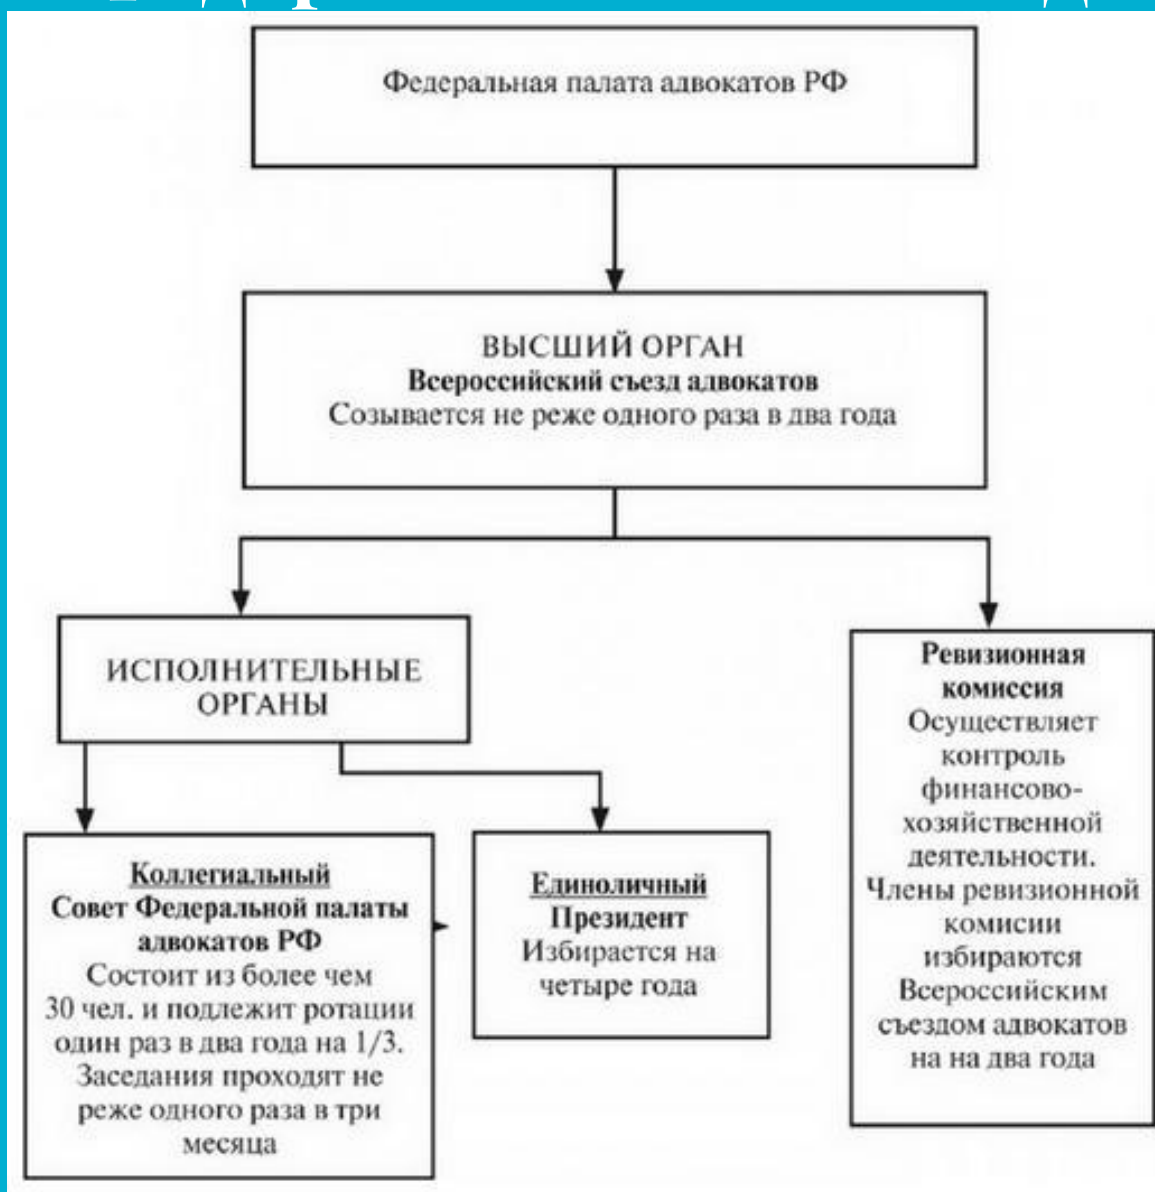 Федеральная палата адвокатов РФ
ВЫСШИЙ ОРГАН
Всероссийский съезд адвокатов
Созывается не реже одного раза в два года
ИСПОЛНИТЕЛЬНЫЕ
ОРГАНЫ
Коллегиальный
Совет Федеральной палаты
адвокатов РФ
Состоит из более чем
30 чел. и подлежит ротации
один раз в два года на 1/3.
Заседания проходят не
реже одного раза в три
месяца
Единоличный
Президент
Избирается на
четыре года
Ревизионная
комиссия
Осуществляет
контроль
финансово-
хозяйственной
деятельности.
Члены ревизионной
комисии
избираются
Всероссийским
съездом адвокатов
на на два года